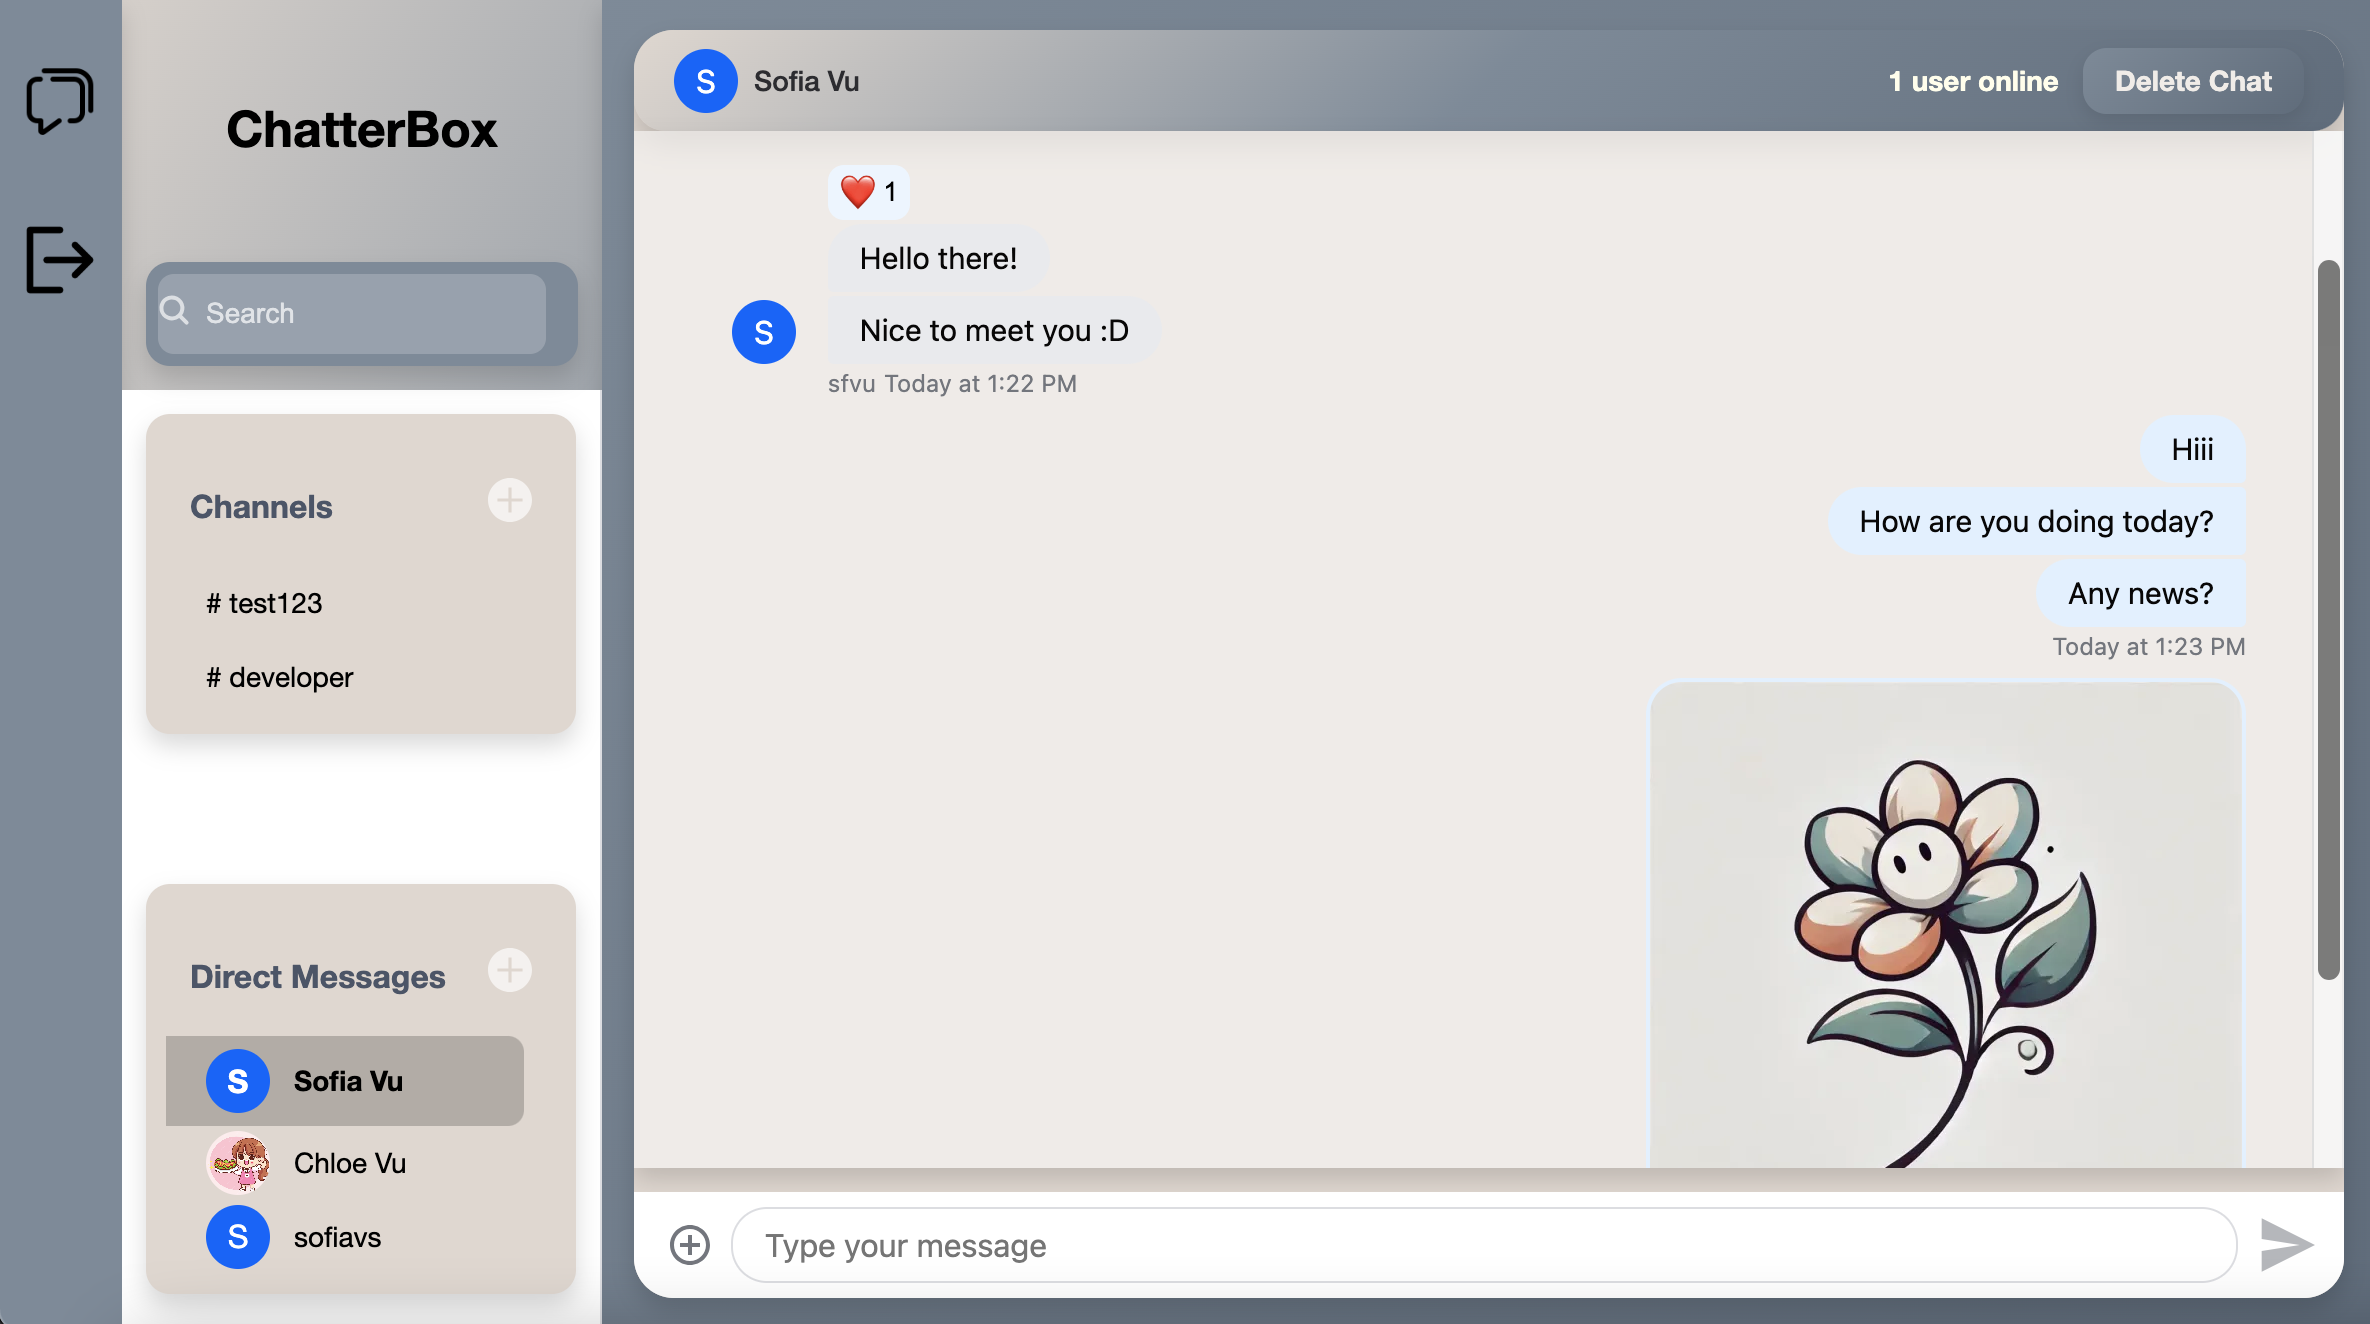 ChatterBox
Search
Channels
# test123
# developer
Direct Messages
S Sofia Vu
Chloe Vu
S sofiavs
S Sofia Vu
1 user online
Delete Chat
❤️ 1
Hello there!
S Nice to meet you :D
sfvu Today at 1:22 PM
Hiii
How are you doing today?
Any news?
Today at 1:23 PM
Type your message